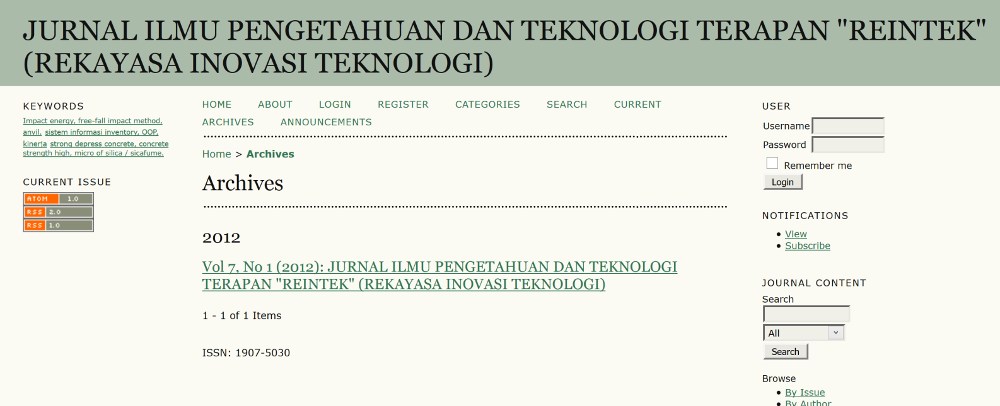 JURNAL ILMU PENGETAHUAN DAN TEKNOLOGI TERAPAN "REINTEK"
(REKAYASA INOVASI TEKNOLOGI)
KEYWORDS
Impact energy, free-fall impact method,
anvil. sistem informasi inventory, OOP,
kinerja strong depress concrete, concrete
strength high, micro of silica / sicafume.
CURRENT ISSUE
ATOM 1.0
RSS 2.0
RSS 1.0
HOME ABOUT LOGIN REGISTER CATEGORIES SEARCH CURRENT
ARCHIVES ANNOUNCEMENTS
Home > Archives
Archives
2012
Vol 7, No 1 (2012): JURNAL ILMU PENGETAHUAN DAN TEKNOLOGI
TERAPAN "REINTEK" (REKAYASA INOVASI TEKNOLOGI)
1 - 1 of 1 Items
ISSN: 1907-5030
USER
Username
Password
Remember me
Login
NOTIFICATIONS
View
Subscribe
JOURNAL CONTENT
Search
All
Search
Browse
By Issue
By Author